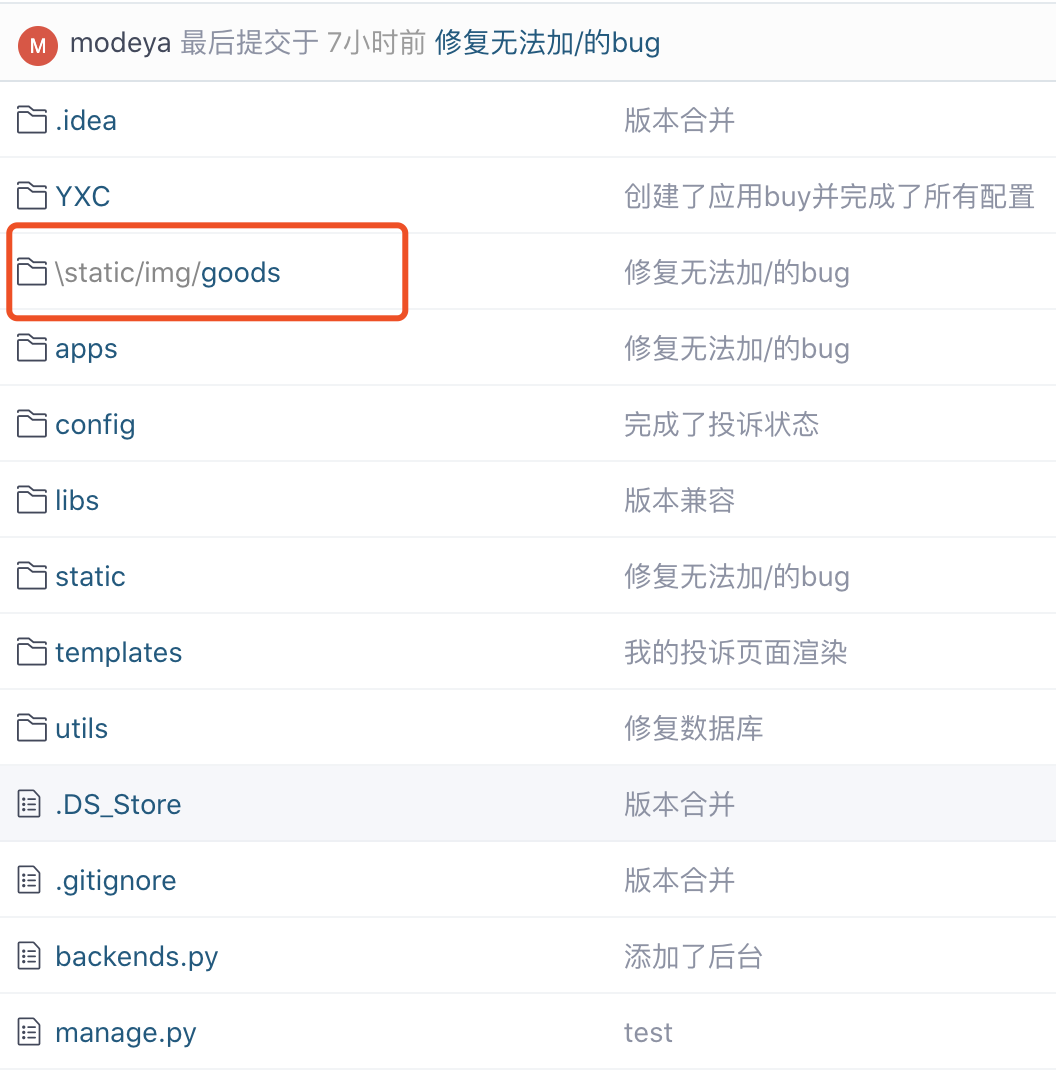 M modeya 最后提交于 7小时前 修复无法加/的bug
.idea 版本合并
YXC 创建了应用buy并完成了所有配置
\static/img/goods 修复无法加/的bug
apps 修复无法加/的bug
config 完成了投诉状态
libs 版本兼容
static 修复无法加/的bug
templates 我的投诉页面渲染
utils 修复数据库
.DS_Store 版本合并
.gitignore 版本合并
backends.py 添加了后台
manage.py test